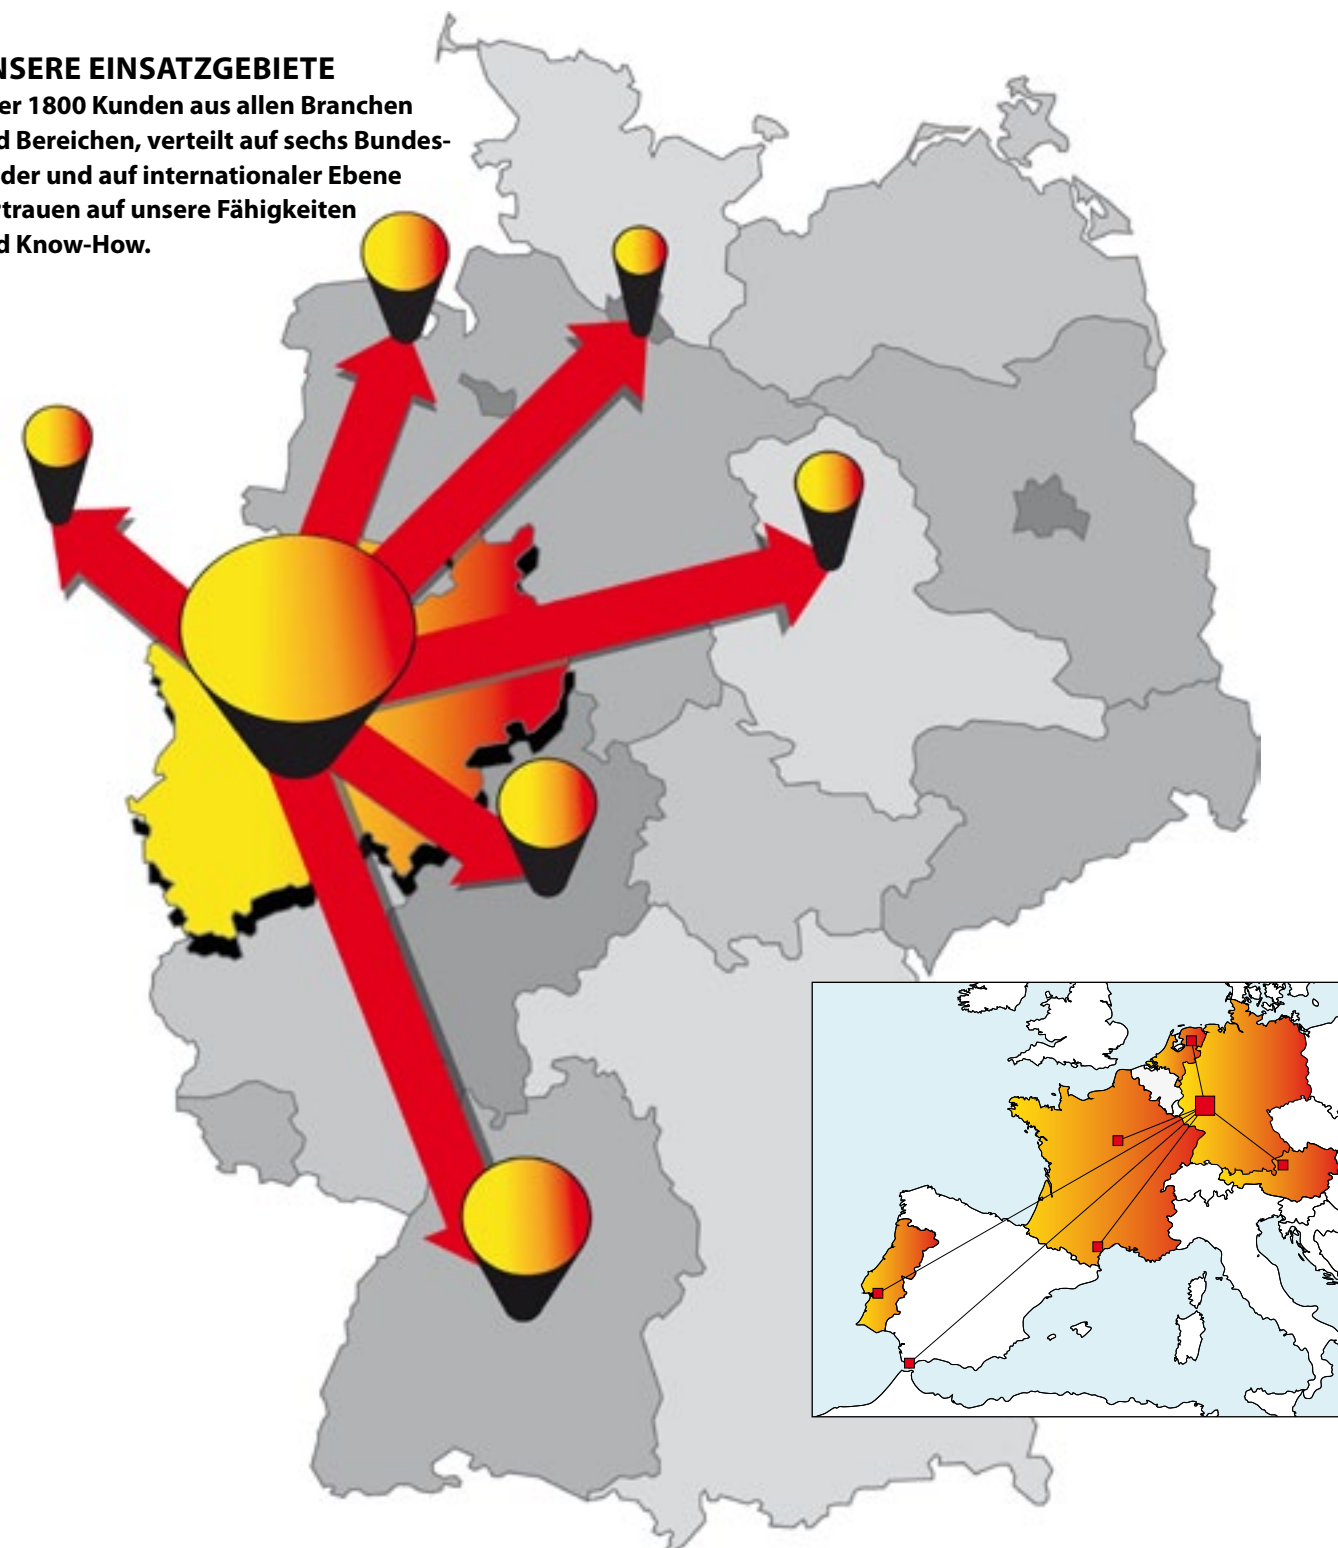 NSERE EINSATZGEBIETE
er 1800 Kunden aus allen Branchen
d Bereichen, verteilt auf sechs Bundes-
der und auf internationaler Ebene
trauen auf unsere Fähigkeiten
d Know-How.